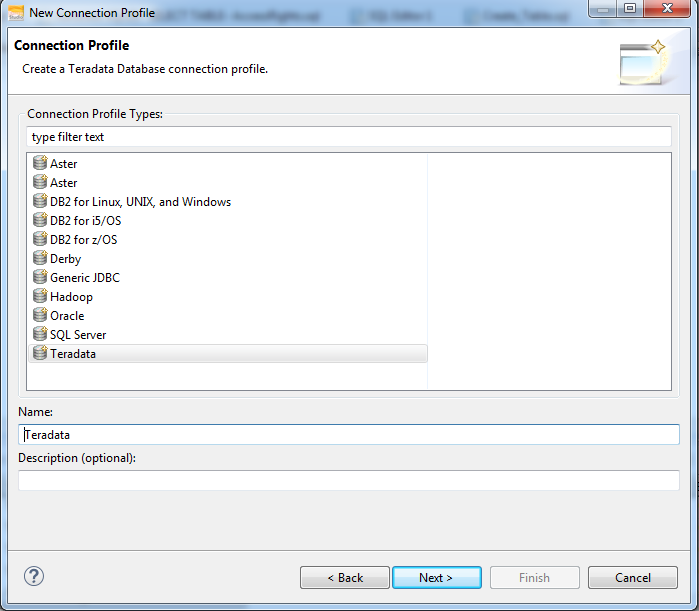 New Connection Profile
Connection Profile
Create a Teradata Database connection profile.
Connection Profile Types:
type filter text
Aster
Aster
DB2 for Linux, UNIX, and Windows
DB2 for i5/OS
DB2 for z/OS
Derby
Generic JDBC
Hadoop
Oracle
SQL Server
Teradata
Name:
Teradata
Description (optional):
?
< Back
Next >
Finish
Cancel